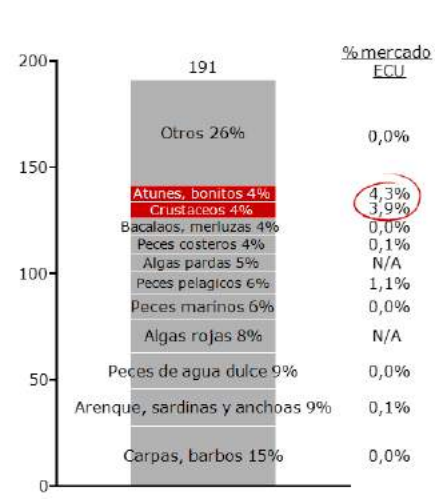 % mercado
ECU
200
191
Otros 26%
0,0%
150
Atunes, bonitos 4%
4,3%
Crustaceos 4%
3,9%
Bacalaos, merluzas 4%
0,0%
Peces costeros 4%
0,1%
Algas pardas 5%
N/A
100
Peces pelagicos 6%
1,1%
Peces marinos 6%
0,0%
Algas rojas 8%
N/A
Peces de agua dulce 9%
0,0%
50
Arenque, sardinas y anchoas 9%
0,1%
Carpas, barbos 15%
0,0%
0